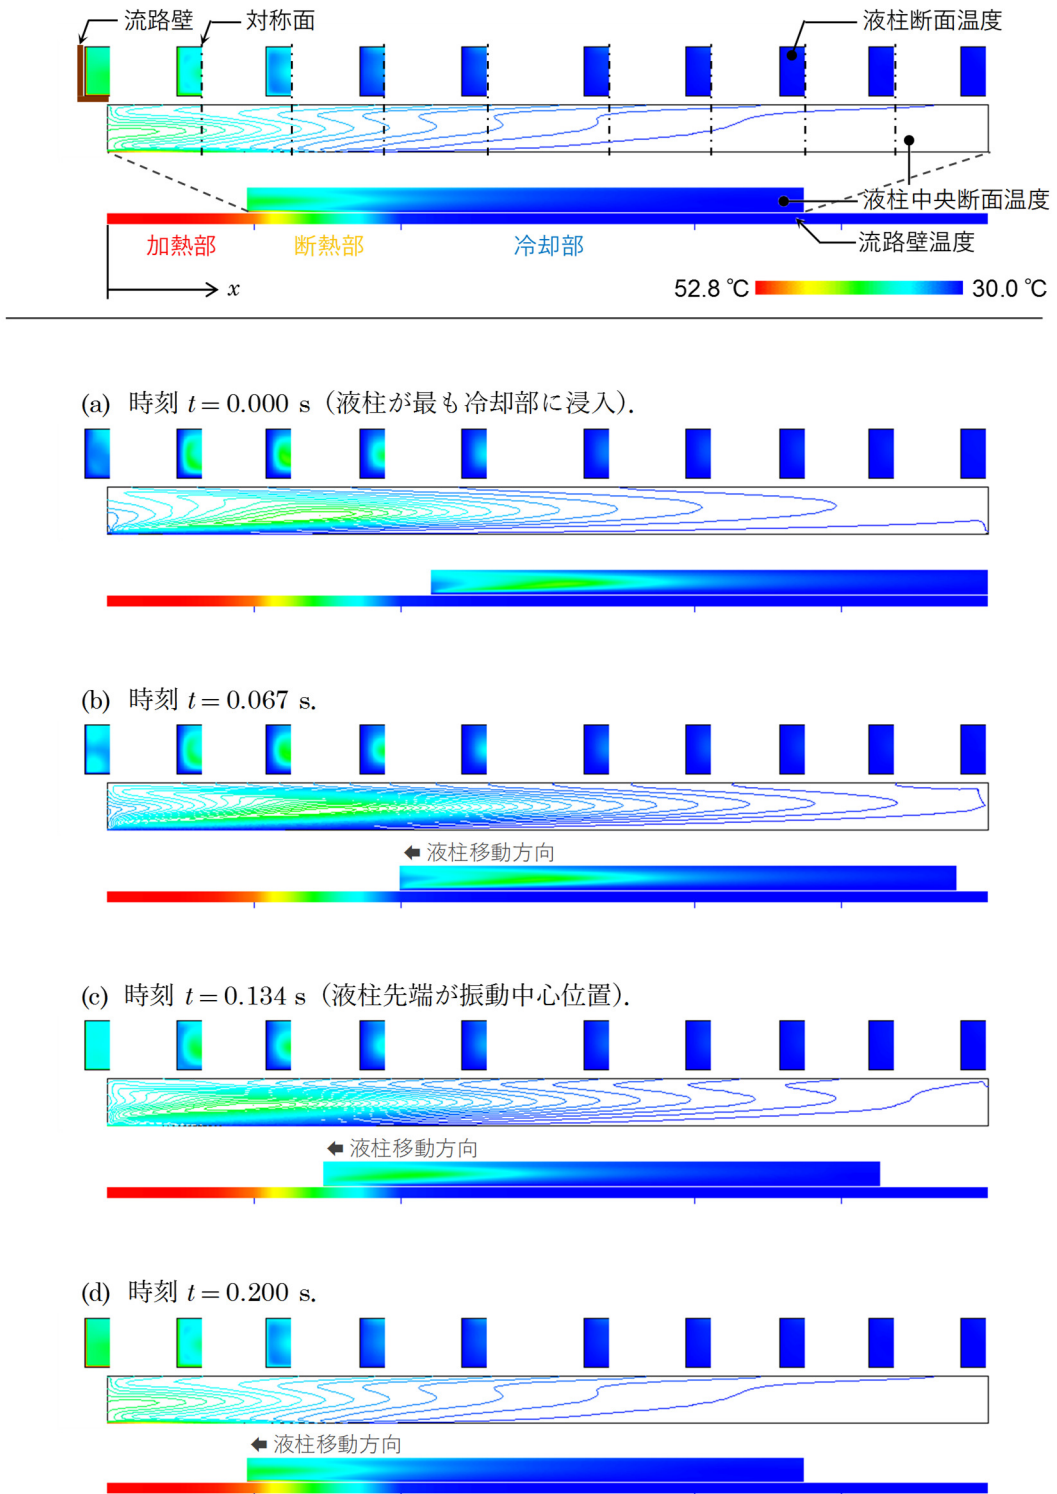 流路壁 対称面 液柱断面温度
液柱中央断面温度
加熱部 断熱部 冷却部 流路壁温度
x 52.8 ℃ 30.0 ℃
(a) 時刻 t = 0.000 s（液柱が最も冷却部に浸入）.
(b) 時刻 t = 0.067 s.
液柱移動方向
(c) 時刻 t = 0.134 s（液柱先端が振動中心位置）.
液柱移動方向
(d) 時刻 t = 0.200 s.
液柱移動方向